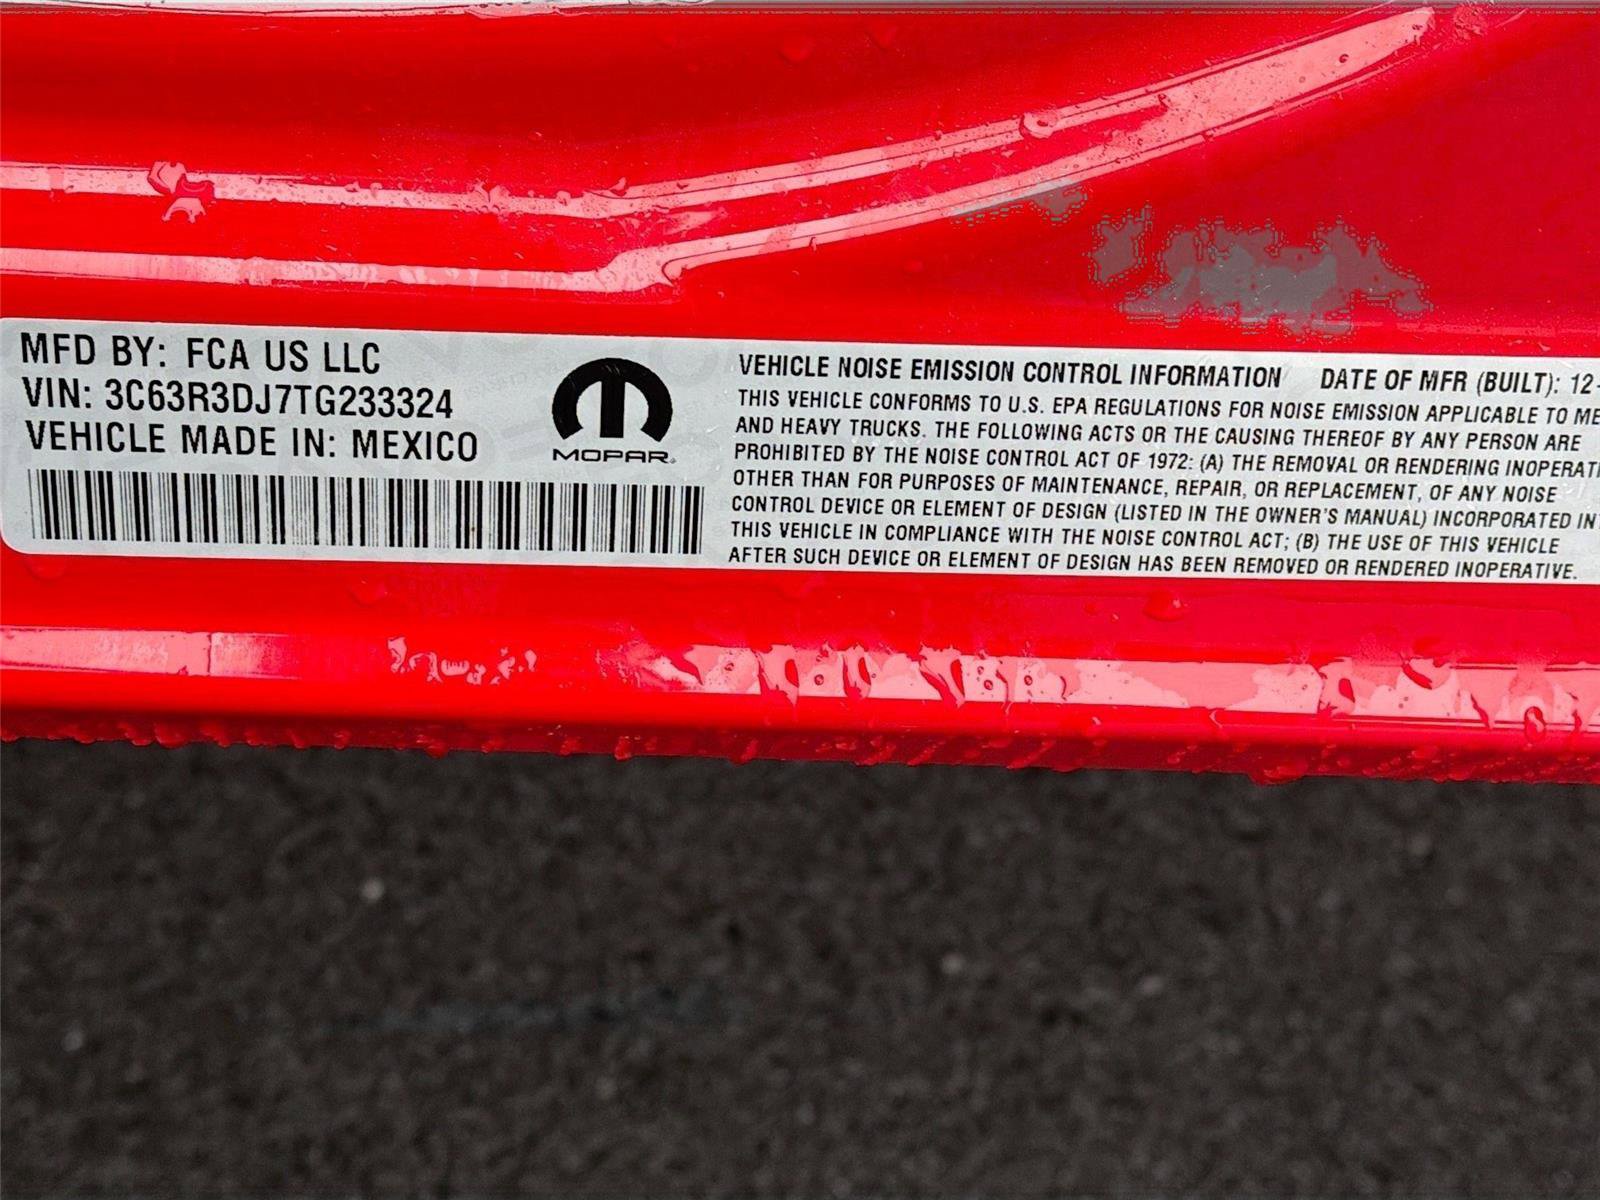 MFD BY: FCA US LLC
VIN: 3C63R3DJ7TG233324
VEHICLE MADE IN: MEXICO
MOPAR
VEHICLE NOISE EMISSION CONTROL INFORMATION DATE OF MFR (BUILT): 12-
THIS VEHICLE CONFORMS TO U.S. EPA REGULATIONS FOR NOISE EMISSION APPLICABLE TO ME
AND HEAVY TRUCKS. THE FOLLOWING ACTS OR THE CAUSING THEREOF BY ANY PERSON ARE
PROHIBITED BY THE NOISE CONTROL ACT OF 1972: (A) THE REMOVAL OR RENDERING INOPERATI
OTHER THAN FOR PURPOSES OF MAINTENANCE, REPAIR, OR REPLACEMENT, OF ANY NOISE
CONTROL DEVICE OR ELEMENT OF DESIGN (LISTED IN THE OWNER'S MANUAL) INCORPORATED IN
THIS VEHICLE IN COMPLIANCE WITH THE NOISE CONTROL ACT; (B) THE USE OF THIS VEHICLE
AFTER SUCH DEVICE OR ELEMENT OF DESIGN HAS BEEN REMOVED OR RENDERED INOPERATIVE.